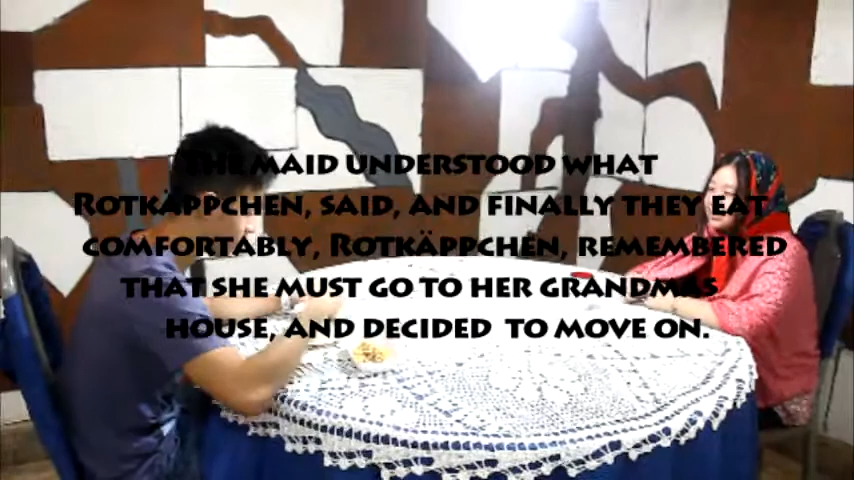 The maid understood what
Rotkäppchen, said, and finally they eat
comfortably, Rotkäppchen, remembered
that she must go to her grandmas
house, and decided to move on.